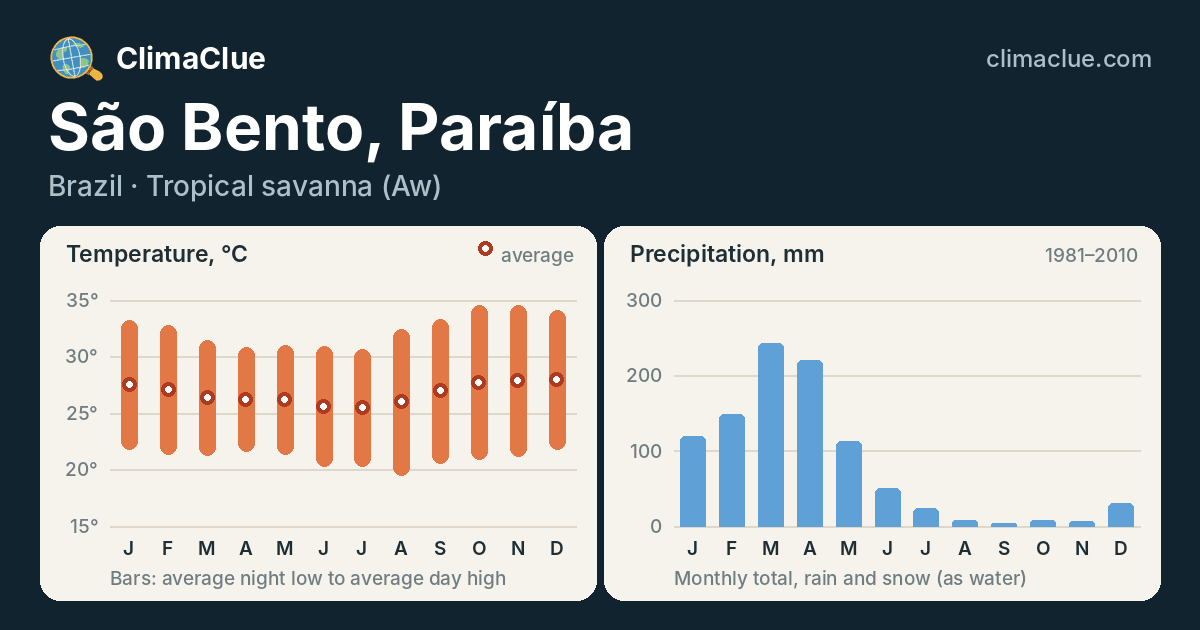 ClimaClue
climaclue.com
São Bento, Paraíba
Brazil · Tropical savanna (Aw)
Temperature, °C
average
35°
30°
25°
20°
15°
J F M A M J J A S O N D
Bars: average night low to average day high
Precipitation, mm
1981–2010
300
200
100
0
J F M A M J J A S O N D
Monthly total, rain and snow (as water)